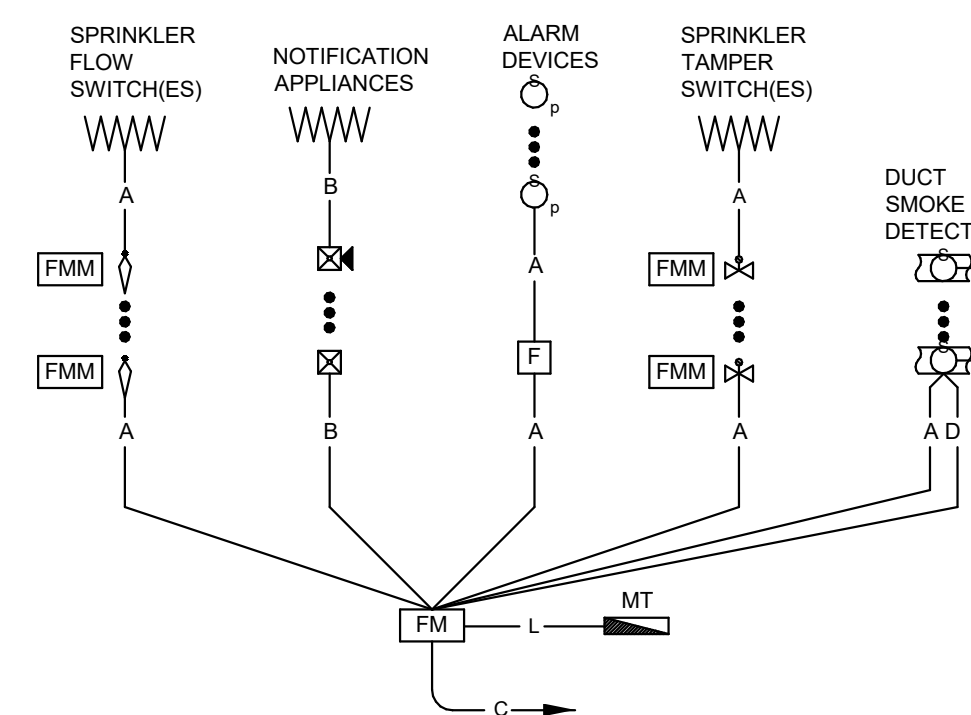 SPRINKLER
FLOW
SWITCH(ES)
NOTIFICATION
APPLIANCES
ALARM
DEVICES
SPRINKLER
TAMPER
SWITCH(ES)
DUCT
SMOKE
DETECT
S
p
S
p
A
B
A
A
FMM
FMM
S
F
FMM
FMM
S
A
B
A
A
A D
FM
L
MT
C